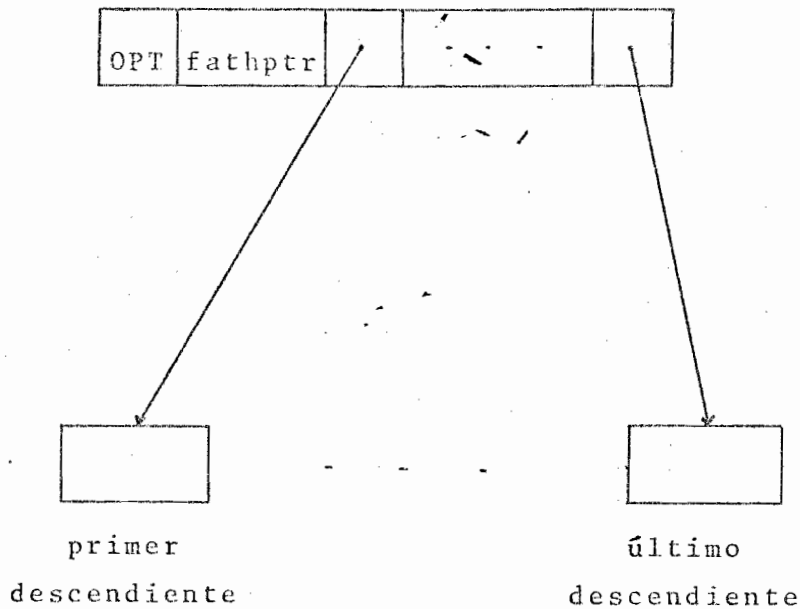 OPT fathptr
primer
descendiente
último
descendiente